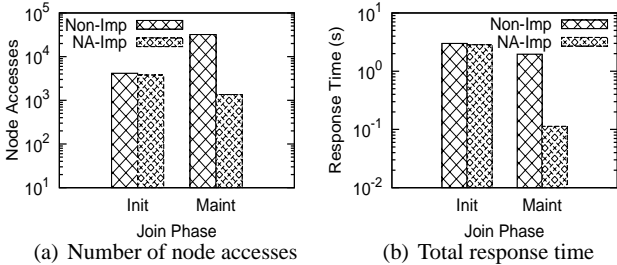 Node Accesses
10^5
10^4
10^3
10^2
10^1
Non-Imp
NA-Imp
Init
Maint
Join Phase
(a) Number of node accesses
Response Time (s)
10^1
10^0
10^-1
10^-2
Non-Imp
NA-Imp
Init
Maint
Join Phase
(b) Total response time